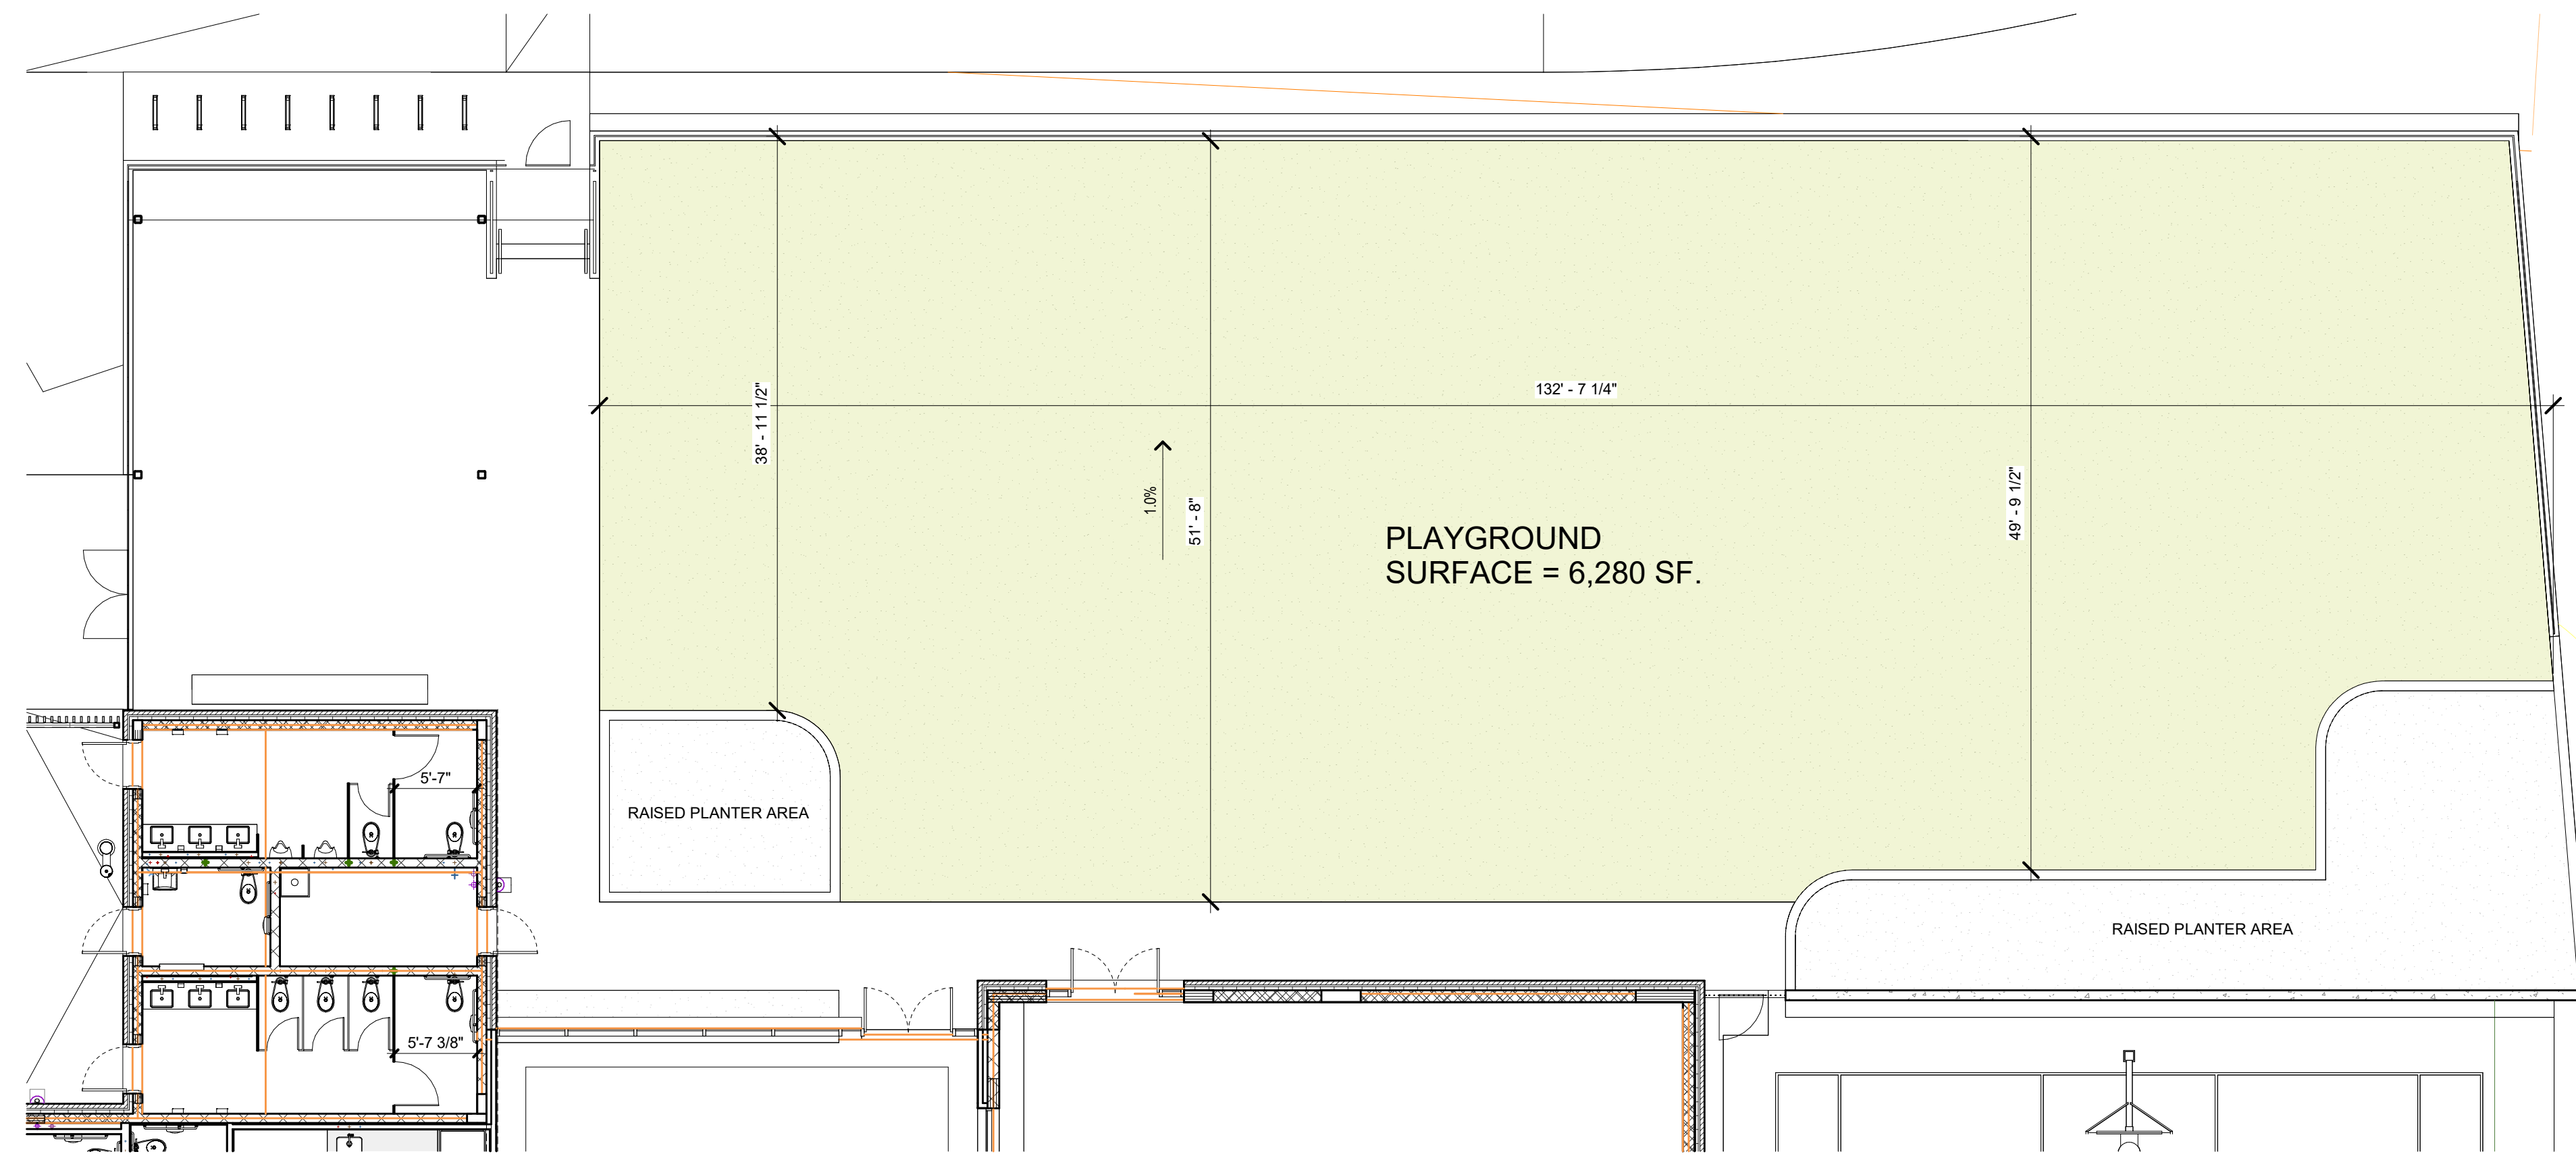 132' - 7 1/4"
38' - 11 1/2"
1.0%
51' - 8"
49' - 9 1/2"
PLAYGROUND
SURFACE = 6,280 SF.
5'-7"
RAISED PLANTER AREA
RAISED PLANTER AREA
5'-7 3/8"